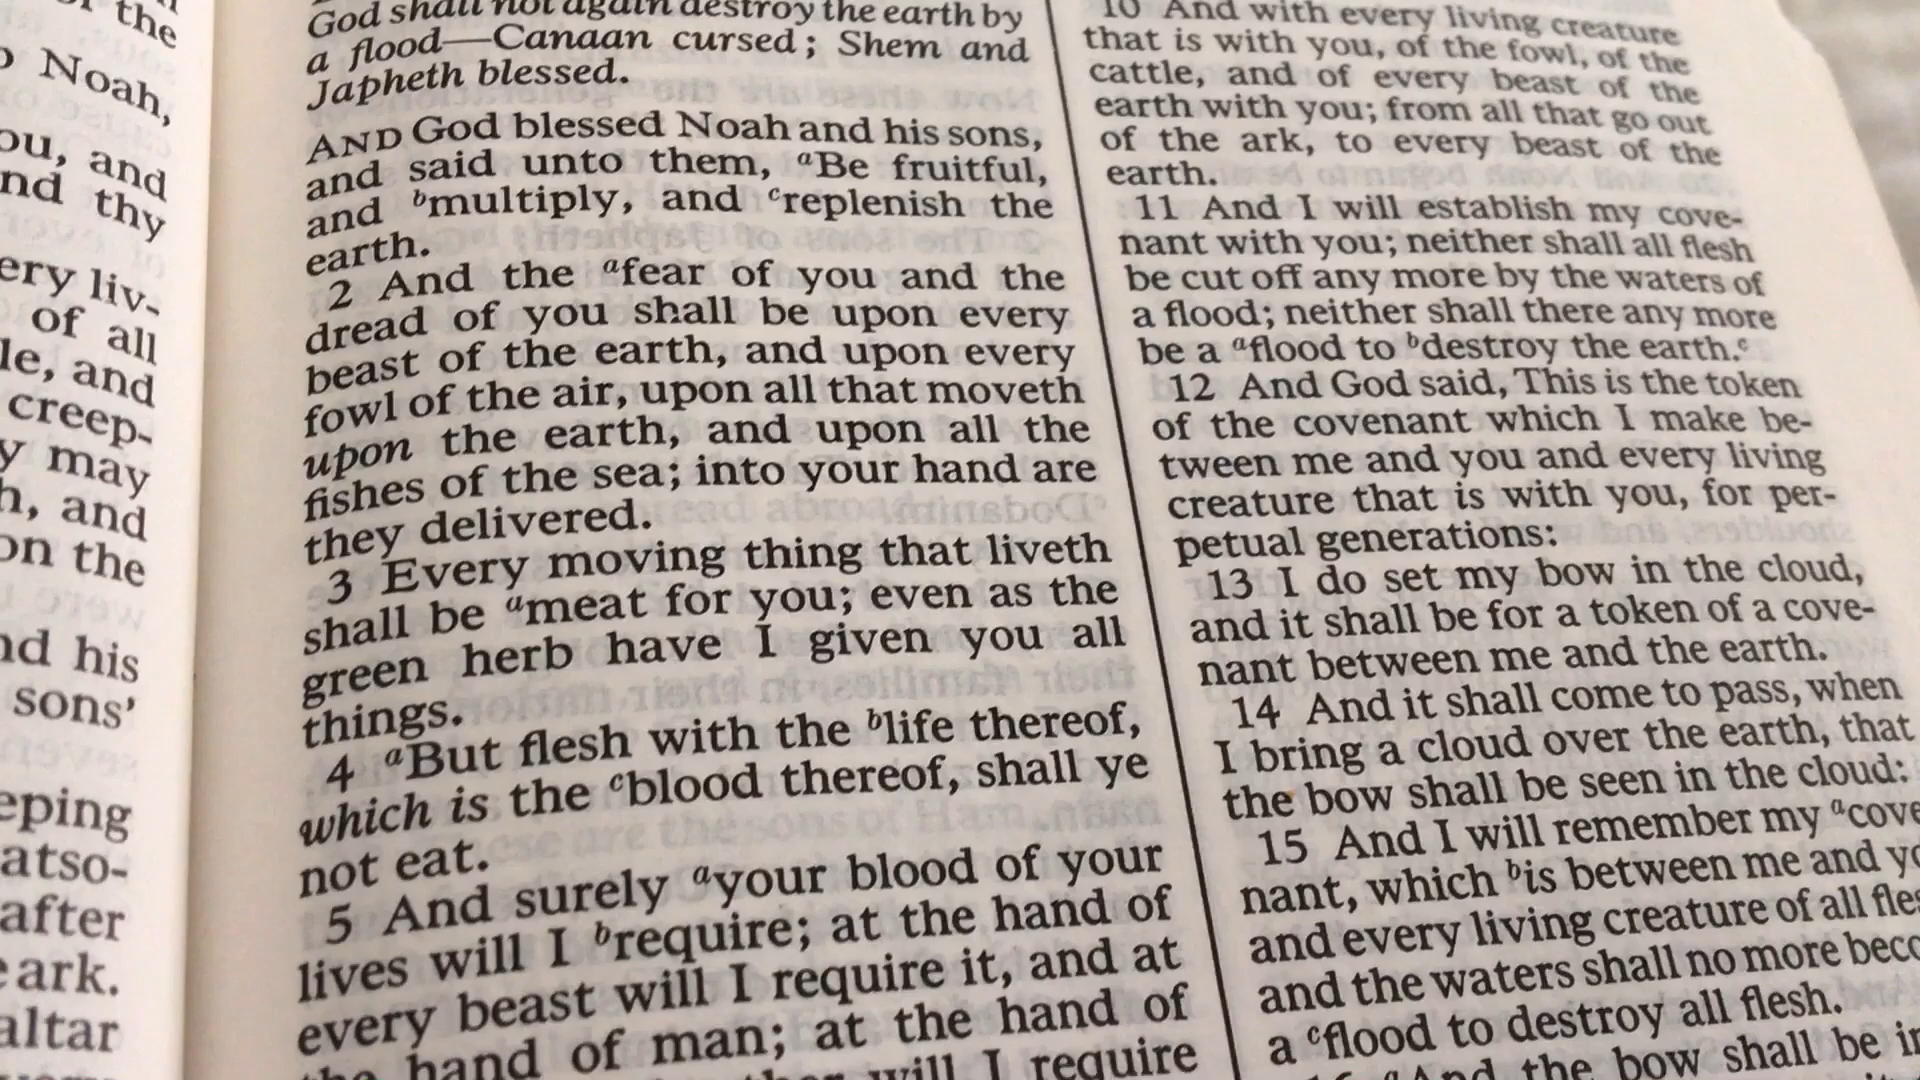 the
Noah,
ou, and
nd thy
ery liv-
of all
le, and
creep-
y may
h, and
on the
nd his
sons'
eping
atso-
after
ark.
altar
God shall not again destroy the earth by
a flood—Canaan cursed; Shem and
Japheth blessed.
AND God blessed Noah and his sons,
and said unto them, aBe fruitful,
and bmultiply, and creplenish the
earth.
2 And the afear of you and the
dread of you shall be upon every
beast of the earth, and upon every
fowl of the air, upon all that moveth
upon the earth, and upon all the
fishes of the sea; into your hand are
they delivered.
3 Every moving thing that liveth
shall be ameat for you; even as the
green herb have I given you all
things.
4 aBut flesh with the blife thereof,
which is the cblood thereof, shall ye
not eat.
5 And surely ayour blood of your
lives will I brequire; at the hand of
every beast will I require it, and at
the hand of man; at the hand of
will I require
10 And with every living creature
that is with you, of the fowl, of the
cattle, and of every beast of the
earth with you; from all that go out
of the ark, to every beast of the
earth.
11 And I will establish my cove-
nant with you; neither shall all flesh
be cut off any more by the waters of
a flood; neither shall there any more
be a aflood to bdestroy the earth.c
12 And God said, This is the token
of the covenant which I make be-
tween me and you and every living
creature that is with you, for per-
petual generations:
13 I do set my bow in the cloud,
and it shall be for a token of a cove-
nant between me and the earth.
14 And it shall come to pass, when
I bring a cloud over the earth, that
the bow shall be seen in the cloud:
15 And I will remember my acove
nant, which bis between me and yo
and every living creature of all fles
and the waters shall no more beco
a cflood to destroy all flesh.
16 aAnd the bow shall be in